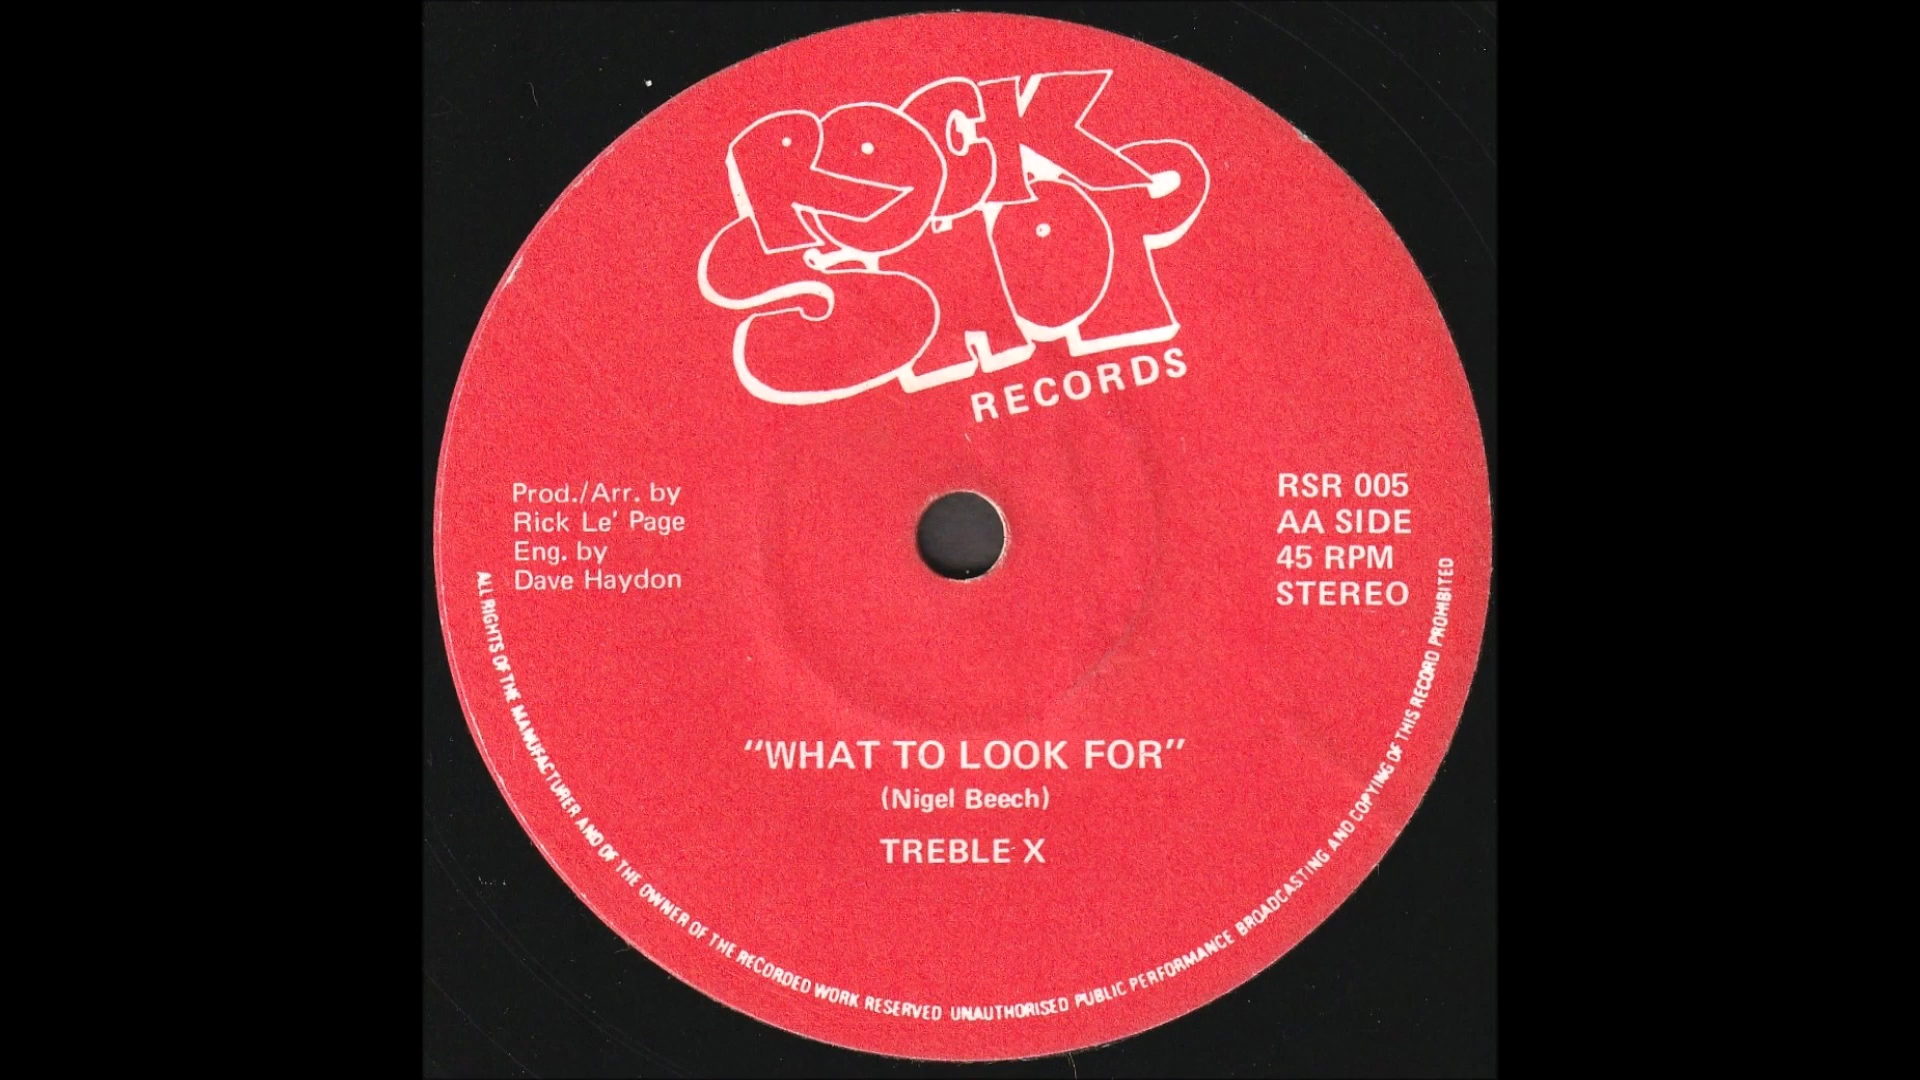 ROCK
SHOP
RECORDS
Prod./Arr. by
Rick Le' Page
Eng. by
Dave Haydon
RSR 005
AA SIDE
45 RPM
STEREO
"WHAT TO LOOK FOR"
(Nigel Beech)
TREBLE X
ALL RIGHTS OF THE MANUFACTURER AND OF THE OWNER OF THE RECORDED WORK RESERVED UNAUTHORISED PUBLIC PERFORMANCE BROADCASTING AND COPYING OF THIS RECORD PROHIBITED